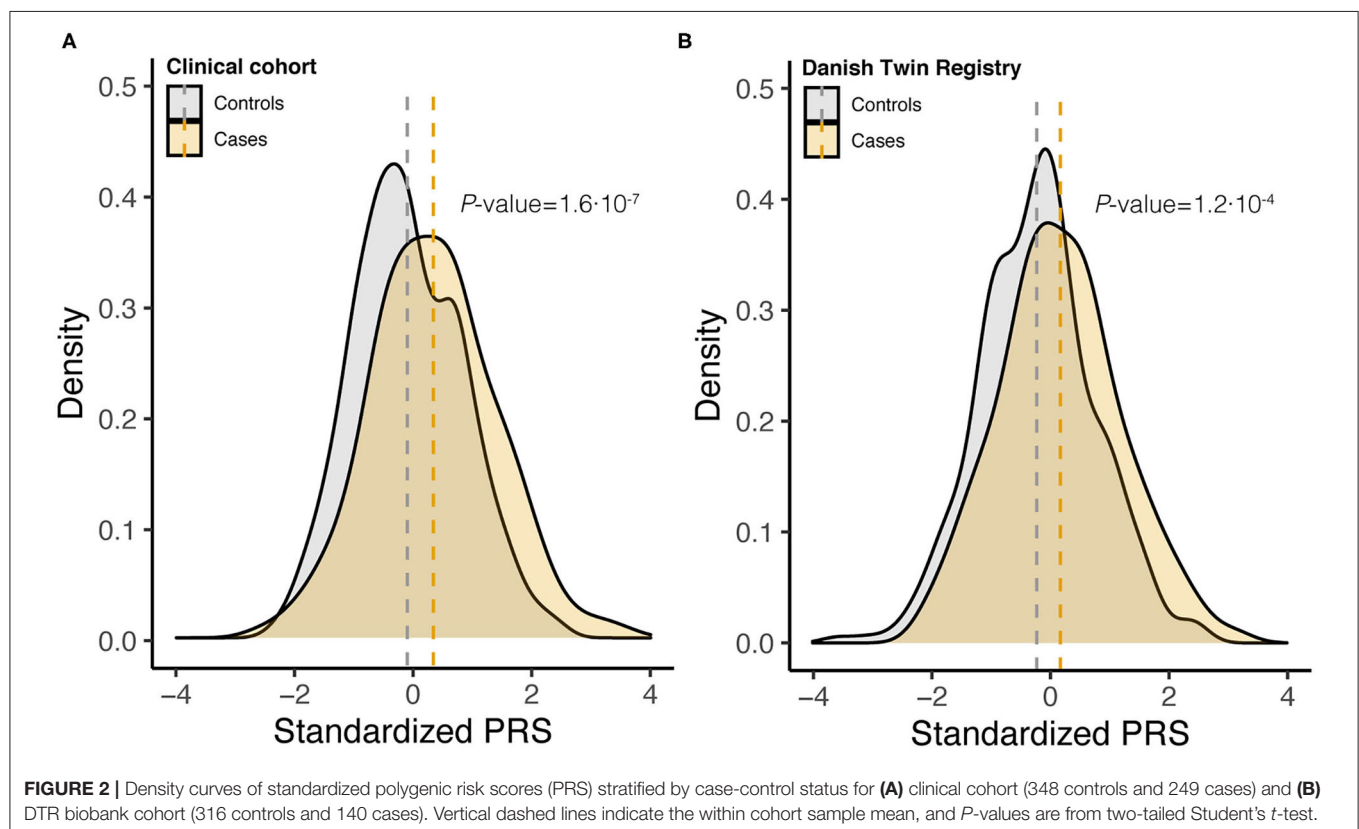 A
Clinical cohort
Controls
Cases
P-value=1.6·10-7
0.5
0.4
0.3
0.2
0.1
0.0
Density
−4
−2
0
2
4
Standardized PRS
B
Danish Twin Registry
Controls
Cases
P-value=1.2·10-4
0.5
0.4
0.3
0.2
0.1
0.0
Density
−4
−2
0
2
4
Standardized PRS
FIGURE 2 | Density curves of standardized polygenic risk scores (PRS) stratified by case-control status for (A) clinical cohort (348 controls and 249 cases) and (B)
DTR biobank cohort (316 controls and 140 cases). Vertical dashed lines indicate the within cohort sample mean, and P-values are from two-tailed Student's t-test.